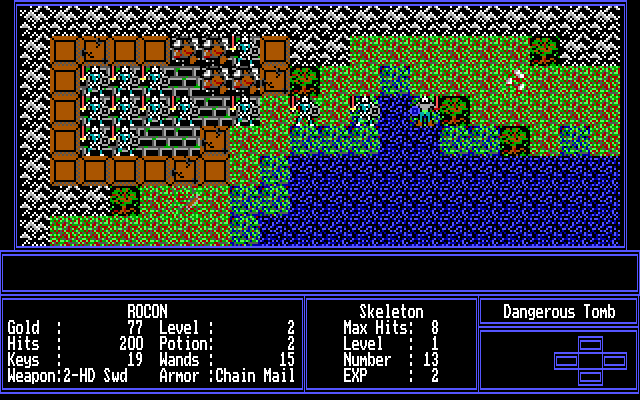 ROCON
Gold : 77 Level : 2
Hits : 200 Potion: 2
Keys : 19 Wands : 15
Weapon:2-HD Swd Armor :Chain Mail
Skeleton
Max Hits: 8
Level : 1
Number : 13
EXP : 2
Dangerous Tomb